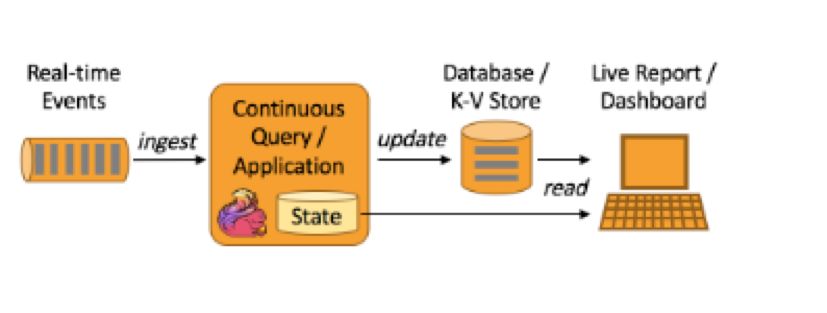 Real-time
Events
ingest
Continuous
Query /
Application
State
update
Database /
K-V Store
read
Live Report /
Dashboard